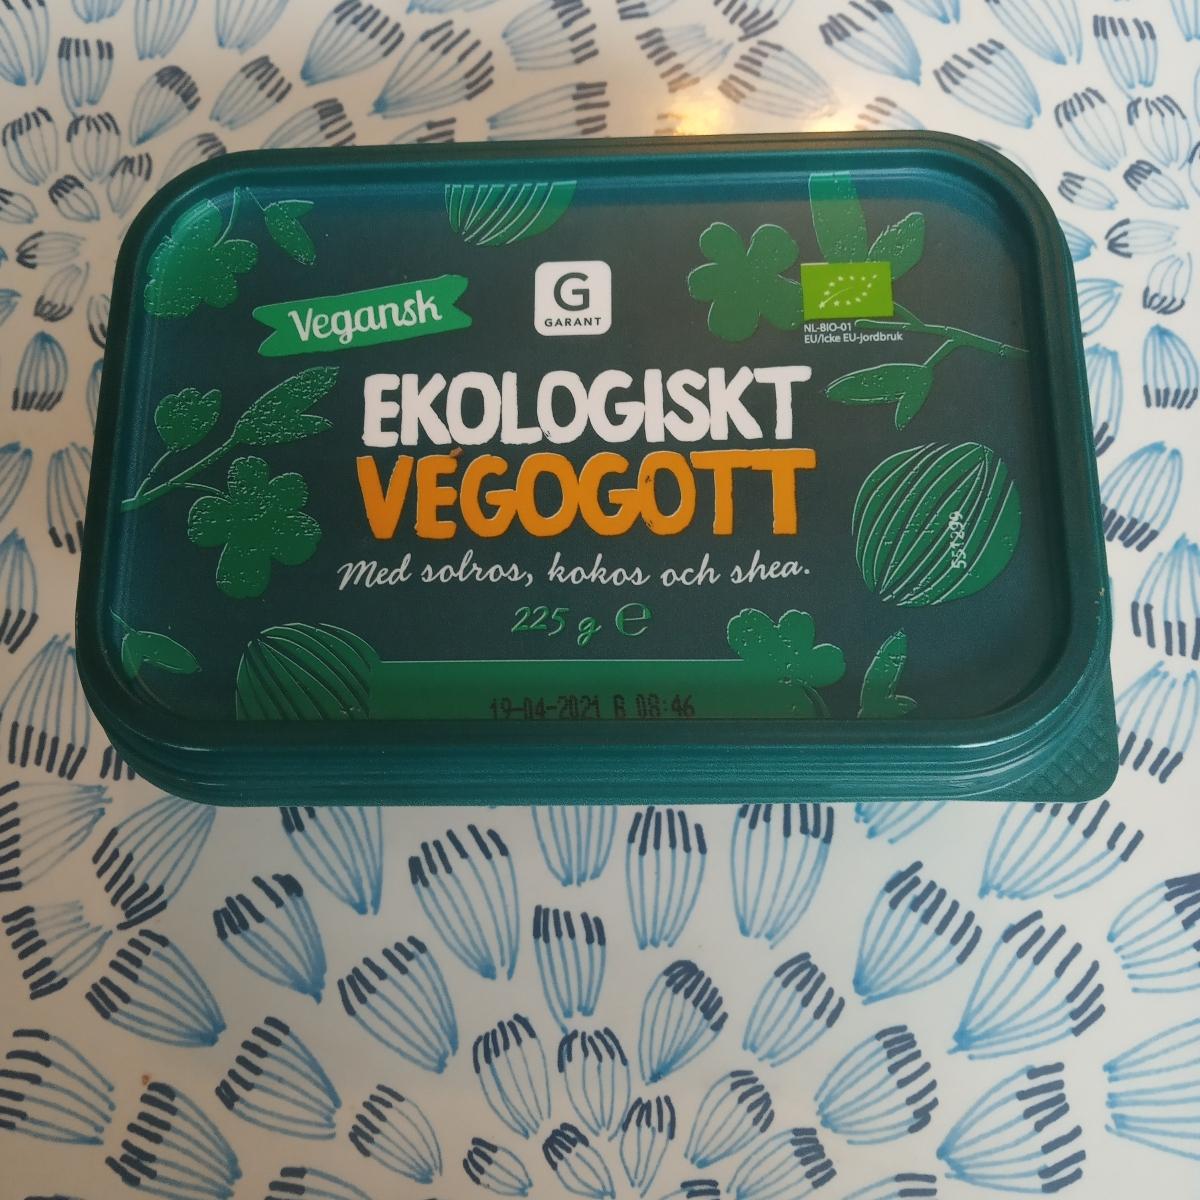 Vegansk
G
GARANT
NL-BIO-01
EU/Icke EU-jordbruk
EKOLOGISKT
VEGOGOTT
Med solros, kokos och shea.
225 g ℮
551299
19-04-2021 B 08:46